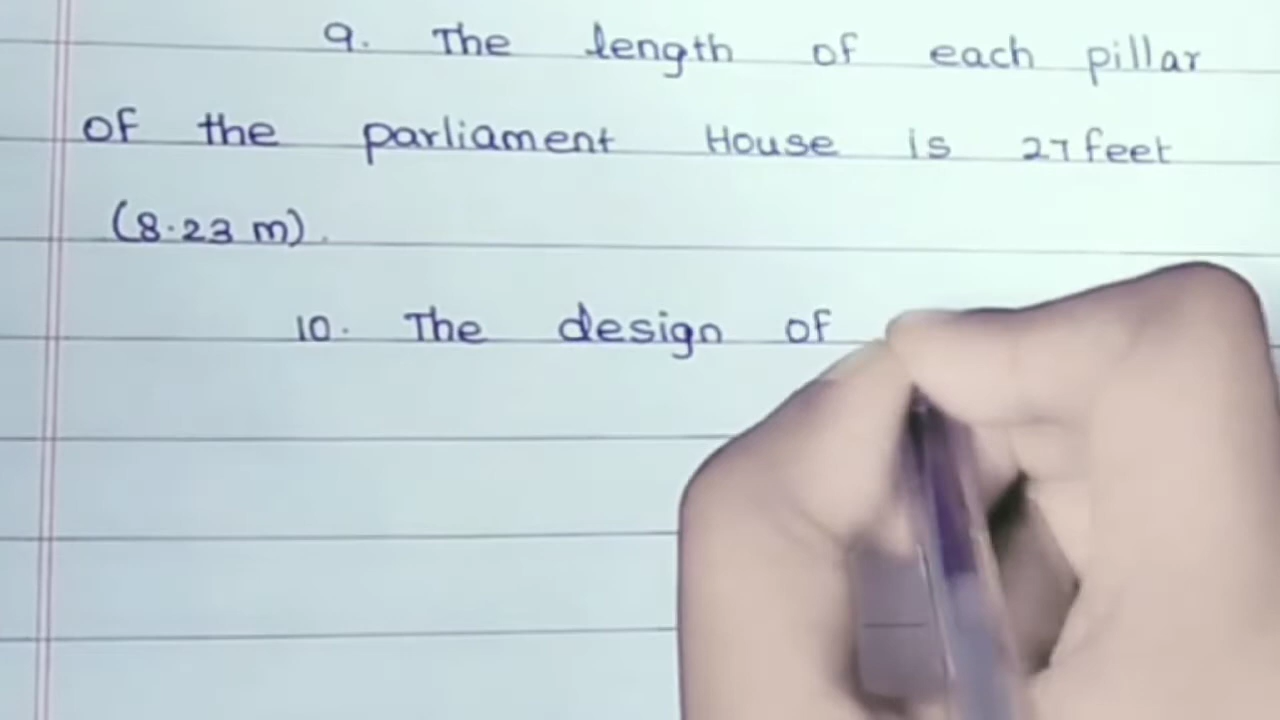 9. The length of each pillar
of the parliament House is 27 feet
(8.23 m).
10. The design of